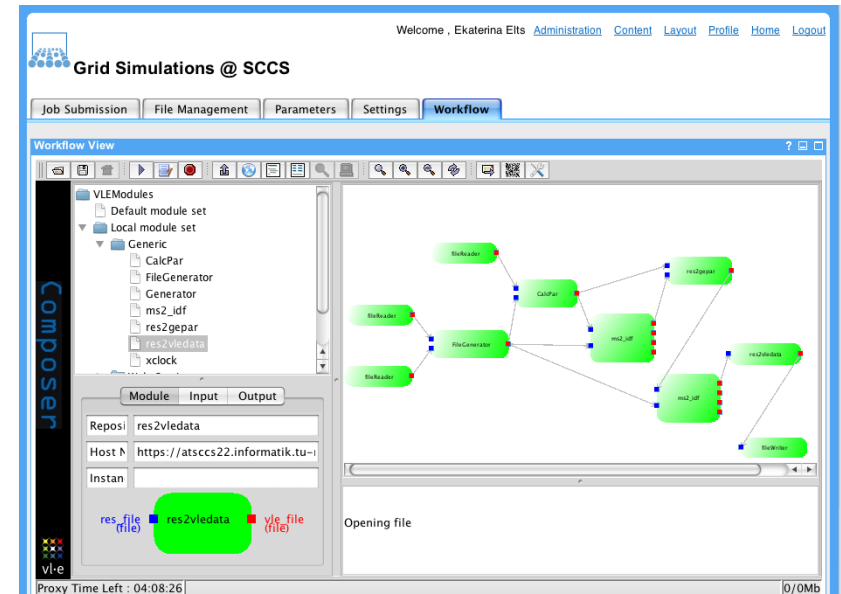 Welcome , Ekaterina Elts Administration Content Layout Profile Home Logout
Grid Simulations @ SCCS
Job Submission File Management Parameters Settings Workflow
Workflow View
VLEModules
Default module set
Local module set
Generic
CalcPar
FileGenerator
Generator
ms2_idf
res2gepar
res2vledata
xclock
Module Input Output
Reposi res2vledata
Host N https://atsccs22.informatik.tu-
Instan
res_file
(file)
res2vledata
vle_file
(file)
Composer
vl·e
fileReader
CalcPar
res2gepar
fileReader
FileGenerator
ms2_idf
fileReader
res2vledata
ms2_idf
fileWriter
Opening file
Proxy Time Left : 04:08:26
0/0Mb